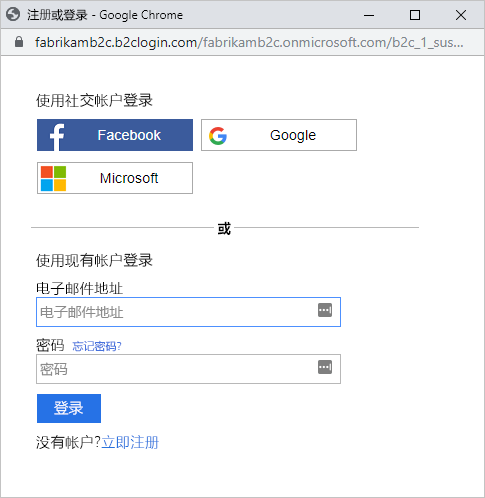 注册或登录 - Google Chrome
fabrikamb2c.b2clogin.com/fabrikamb2c.onmicrosoft.com/b2c_1_sus...
使用社交帐户登录
Facebook
Google
Microsoft
或
使用现有帐户登录
电子邮件地址
电子邮件地址
密码 忘记密码?
密码
登录
没有帐户?立即注册